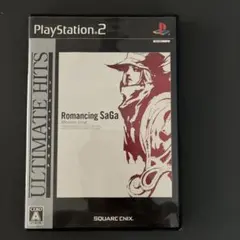 PlayStation 2
ULTIMATE HITS
Romancing SaGa
A
SQUARE ENIX